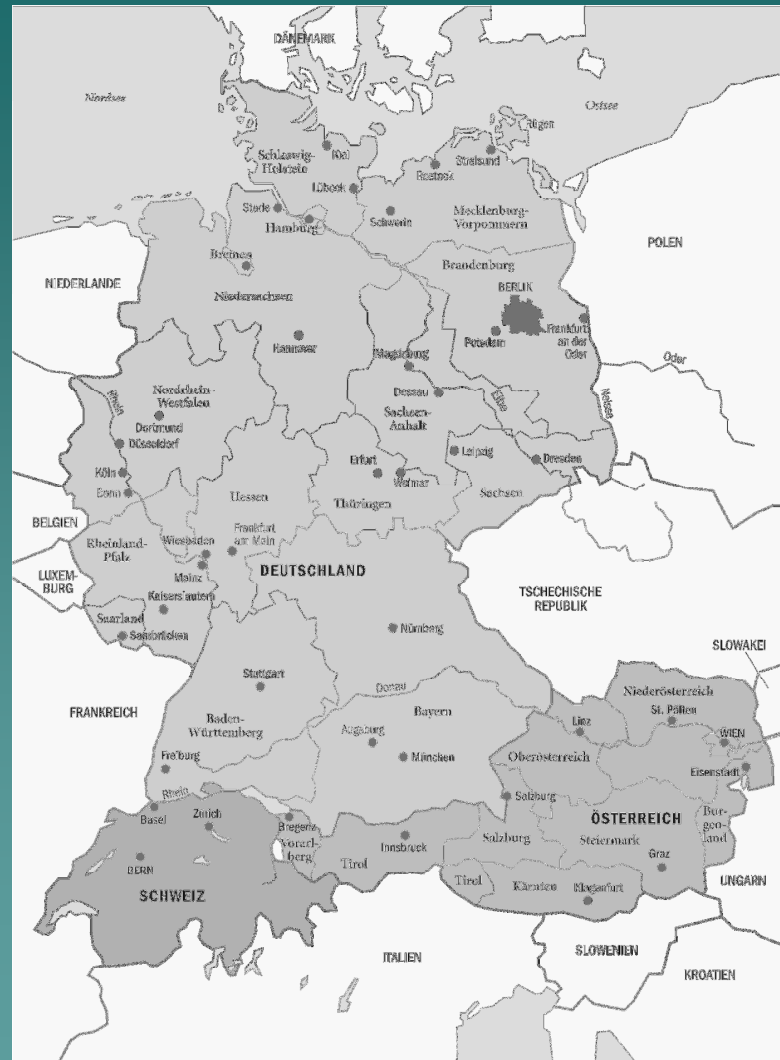 DÄNEMARK
Nordsee
Ostsee
Rügen
Kiel
Schleswig-
Holstein
Stralsund
Rostock
Lübeck
Stade
Hamburg
Schwerin
Mecklenburg-
Vorpommern
POLEN
Bremen
Brandenburg
NIEDERLANDE
BERLIN
Niedersachsen
Potsdam
Frankfurt
an der
Oder
Hannover
Magdeburg
Oder
Rhein
Nordrhein-
Westfalen
Dessau
Elbe
Neisse
Sachsen-
Anhalt
Dortmund
Düsseldorf
Leipzig
Dresden
Köln
Erfurt
Weimar
Bonn
Hessen
Thüringen
Sachsen
BELGIEN
Rheinland-
Pfalz
Wiesbaden
Frankfurt
am Main
Mainz
DEUTSCHLAND
LUXEM-
BURG
TSCHECHISCHE
REPUBLIK
Kaiserslautern
Saarland
Saarbrücken
Nürnberg
SLOWAKEI
Stuttgart
Donau
Niederösterreich
FRANKREICH
Baden-
Württemberg
Bayern
St. Pölten
Linz
Augsburg
WIEN
Freiburg
München
Oberösterreich
Eisenstadt
Rhein
Salzburg
Basel
Zürich
Bregenz
Vorarl-
berg
ÖSTERREICH
Bur-
gen-
land
Innsbruck
Salzburg
Steiermark
BERN
Tirol
Graz
SCHWEIZ
Tirol
Kärnten
Klagenfurt
UNGARN
ITALIEN
SLOWENIEN
KROATIEN